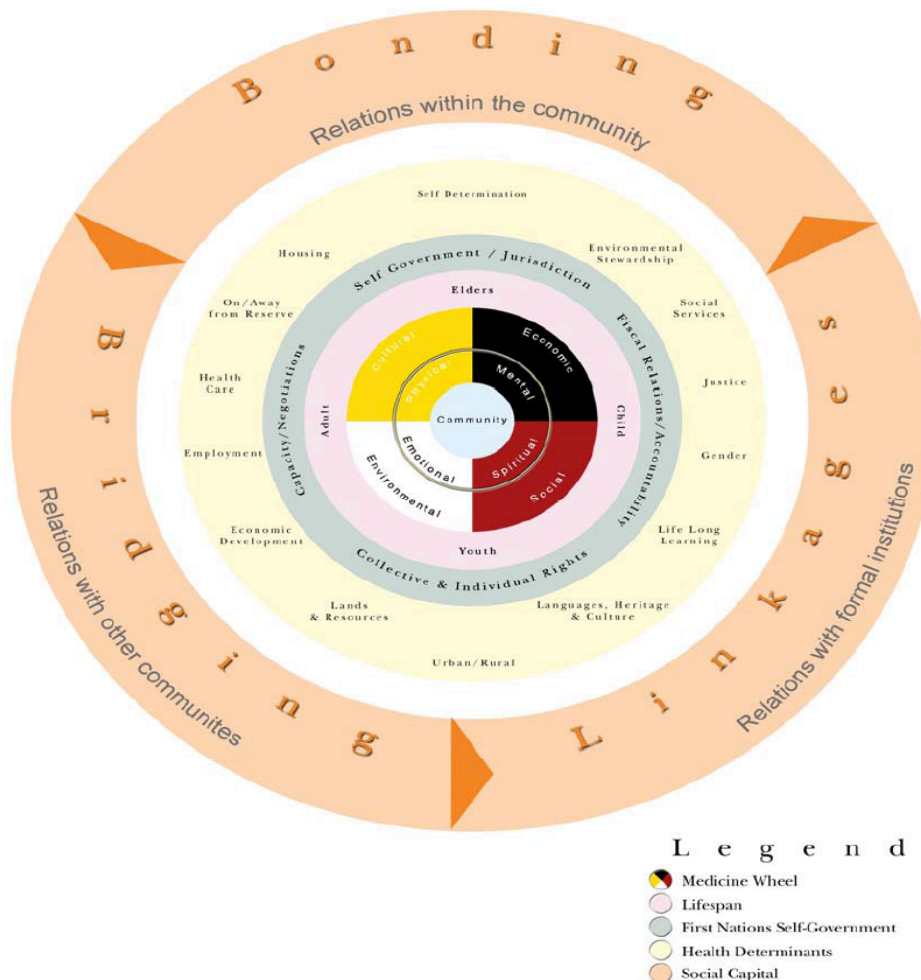 Bonding
Relations within the community
Bridging
Relations with other communites
Linkages
Relations with formal institutions
Self Determination
Environmental
Stewardship
Social
Services
Justice
Gender
Life Long
Learning
Languages, Heritage
& Culture
Urban/Rural
Lands
& Resources
Economic
Development
Employment
Health
Care
On/Away
from Reserve
Housing
Self Government / Jurisdiction
Fiscal Relations/Accountability
Collective & Individual Rights
Capacity/Negotiations
Elders
Child
Youth
Adult
Cultural
Physical
Economic
Mental
Spiritual
Social
Emotional
Environmental
Community
Legend
Medicine Wheel
Lifespan
First Nations Self-Government
Health Determinants
Social Capital